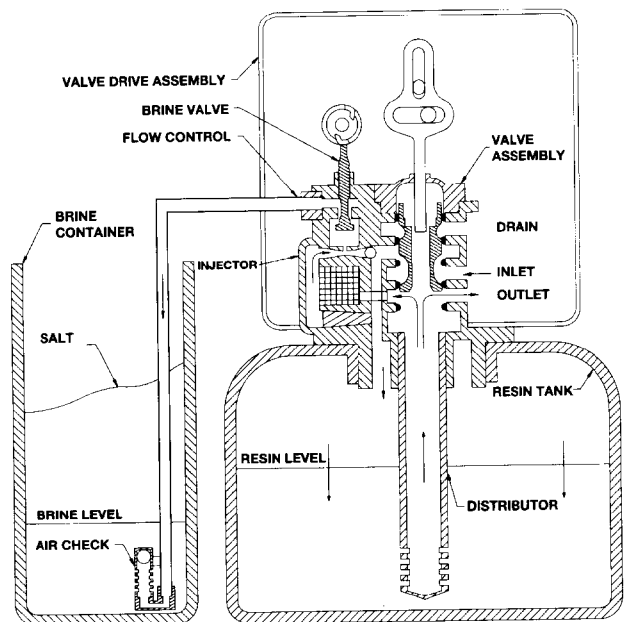 VALVE DRIVE ASSEMBLY
BRINE VALVE
FLOW CONTROL
VALVE
ASSEMBLY
BRINE
CONTAINER
DRAIN
INJECTOR
INLET
OUTLET
SALT
RESIN TANK
RESIN LEVEL
DISTRIBUTOR
BRINE LEVEL
AIR CHECK